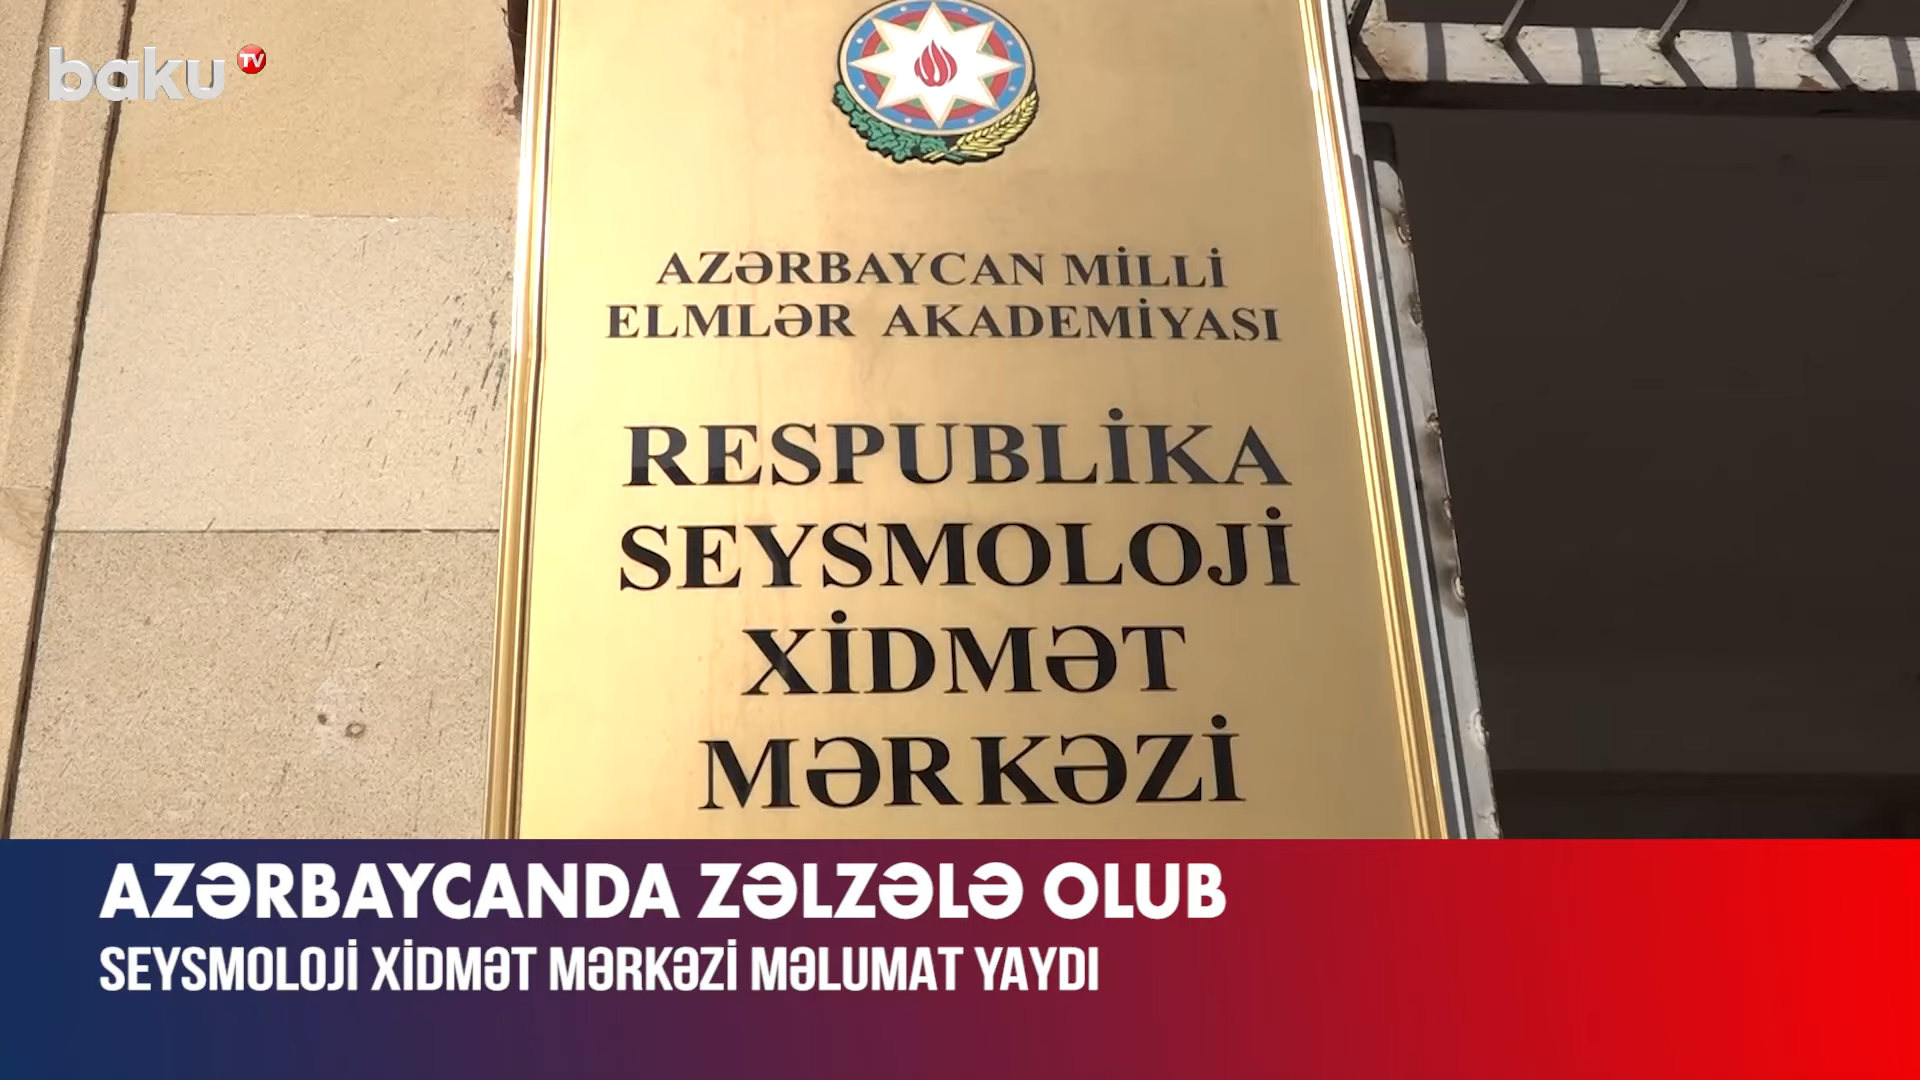 baku TV
AZƏRBAYCAN MİLLİ
ELMLƏR AKADEMİYASI
RESPUBLİKA
SEYSMOLOJİ
XİDMƏT
MƏRKƏZİ
AZƏRBAYCANDA ZƏLZƏLƏ OLUB
SEYSMOLOJİ XİDMƏT MƏRKƏZİ MƏLUMAT YAYDI